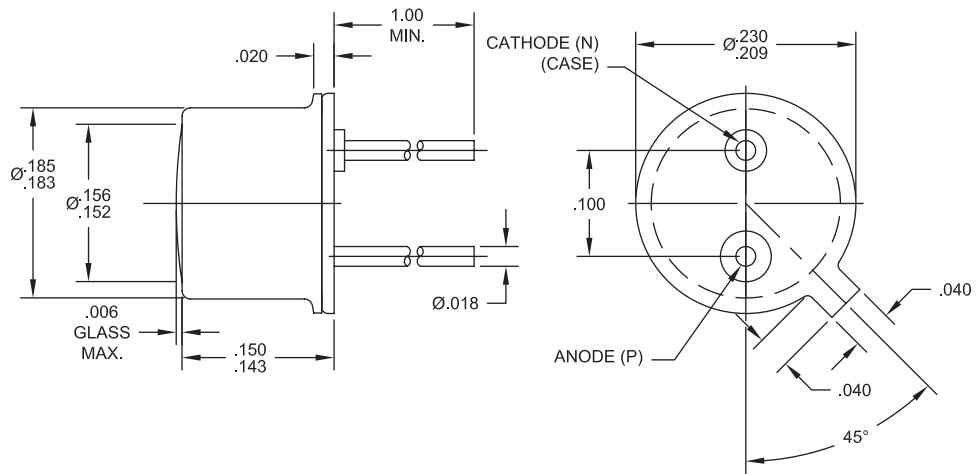 1.00
MIN.
.020
CATHODE (N)
(CASE)
Ø.230
.209
Ø.185
.183
Ø.156
.152
.100
.006
GLASS
MAX.
.150
.143
Ø.018
ANODE (P)
.040
.040
45°